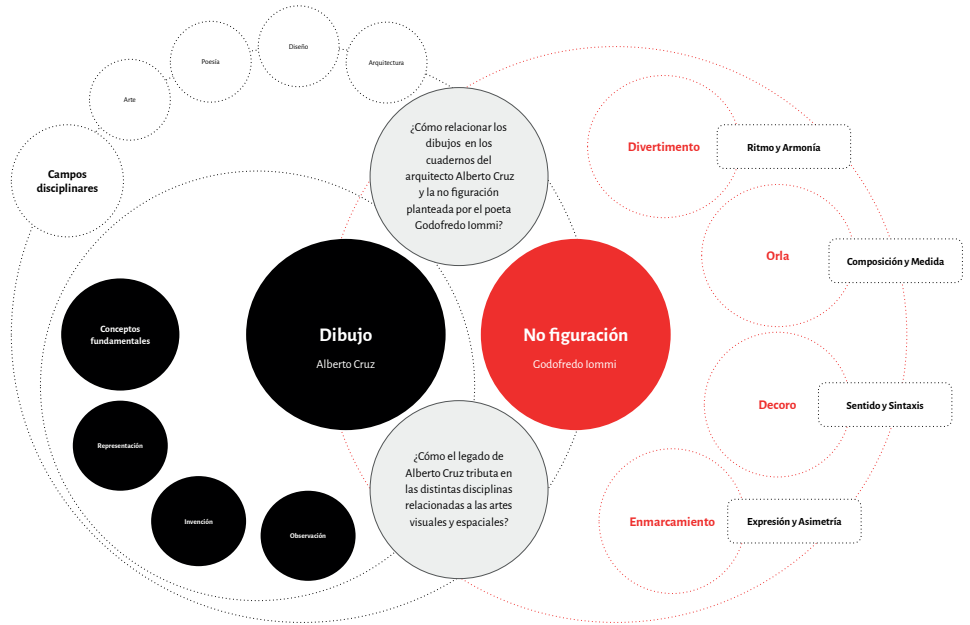 Diseño
Poesía
Arquitectura
Arte
Campos
disciplinares
¿Cómo relacionar los
dibujos en los
cuadernos del
arquitecto Alberto Cruz
y la no figuración
planteada por el poeta
Godofredo Iommi?
Divertimento
Ritmo y Armonía
Orla
Composición y Medida
Conceptos
fundamentales
Dibujo
Alberto Cruz
No figuración
Godofredo Iommi
Decoro
Sentido y Sintaxis
Representación
Invención
Observación
¿Cómo el legado de
Alberto Cruz tributa en
las distintas disciplinas
relacionadas a las artes
visuales y espaciales?
Enmarcamiento
Expresión y Asimetría